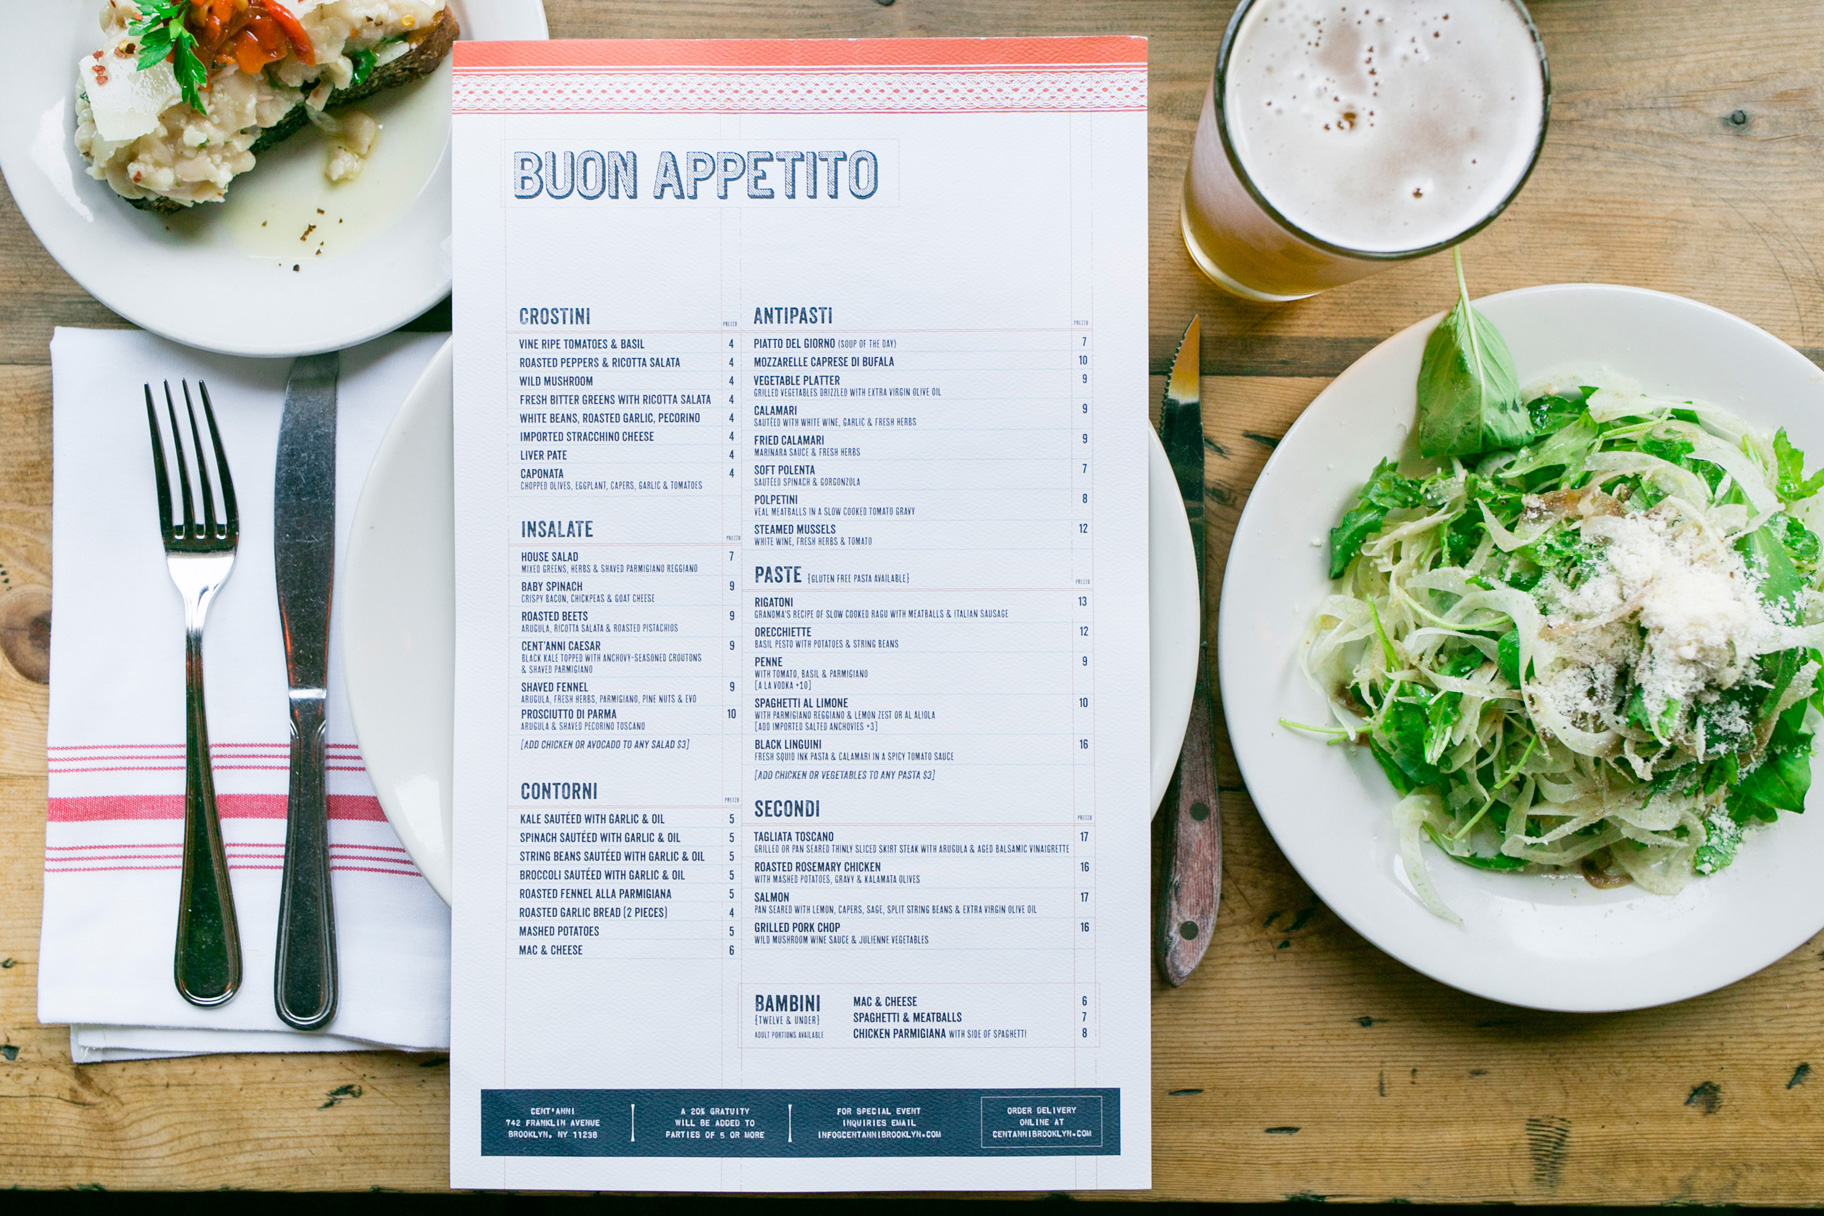 BUON APPETITO
CROSTINI
PREZZO
VINE RIPE TOMATOES & BASIL 4
ROASTED PEPPERS & RICOTTA SALATA 4
WILD MUSHROOM 4
FRESH BITTER GREENS WITH RICOTTA SALATA 4
WHITE BEANS, ROASTED GARLIC, PECORINO 4
IMPORTED STRACCHINO CHEESE 4
LIVER PATE 4
CAPONATA 4
CHOPPED OLIVES, EGGPLANT, CAPERS, GARLIC & TOMATOES
INSALATE
PREZZO
HOUSE SALAD 7
MIXED GREENS, HERBS & SHAVED PARMIGIANO REGGIANO
BABY SPINACH 9
CRISPY BACON, CHICKPEAS & GOAT CHEESE
ROASTED BEETS 9
ARUGULA, RICOTTA SALATA & ROASTED PISTACHIOS
CENT'ANNI CAESAR 9
BLACK KALE TOPPED WITH ANCHOVY-SEASONED CROUTONS
& SHAVED PARMIGIANO
SHAVED FENNEL 9
ARUGULA, FRESH HERBS, PARMIGIANO, PINE NUTS & EVO
PROSCIUTTO DI PARMA 10
ARUGULA & SHAVED PECORINO TOSCANO
[ADD CHICKEN OR AVOCADO TO ANY SALAD $3]
CONTORNI
PREZZO
KALE SAUTÉED WITH GARLIC & OIL 5
SPINACH SAUTÉED WITH GARLIC & OIL 5
STRING BEANS SAUTÉED WITH GARLIC & OIL 5
BROCCOLI SAUTÉED WITH GARLIC & OIL 5
ROASTED FENNEL ALLA PARMIGIANA 5
ROASTED GARLIC BREAD (2 PIECES) 4
MASHED POTATOES 5
MAC & CHEESE 6
ANTIPASTI
PREZZO
PIATTO DEL GIORNO (SOUP OF THE DAY) 7
MOZZARELLE CAPRESE DI BUFALA 10
VEGETABLE PLATTER 9
GRILLED VEGETABLES DRIZZLED WITH EXTRA VIRGIN OLIVE OIL
CALAMARI 9
SAUTÉED WITH WHITE WINE, GARLIC & FRESH HERBS
FRIED CALAMARI 9
MARINARA SAUCE & FRESH HERBS
SOFT POLENTA 7
SAUTÉED SPINACH & GORGONZOLA
POLPETINI 8
VEAL MEATBALLS IN A SLOW COOKED TOMATO GRAVY
STEAMED MUSSELS 12
WHITE WINE, FRESH HERBS & TOMATO
PASTE {GLUTEN FREE PASTA AVAILABLE}
PREZZO
RIGATONI 13
GRANDMA'S RECIPE OF SLOW COOKED RAGU WITH MEATBALLS & ITALIAN SAUSAGE
ORECCHIETTE 12
BASIL PESTO WITH POTATOES & STRING BEANS
PENNE 9
WITH TOMATO, BASIL & PARMIGIANO
[A LA VODKA +10]
SPAGHETTI AL LIMONE 10
WITH PARMIGIANO REGGIANO & LEMON ZEST OR AL ALIOLA
[ADD IMPORTED SALTED ANCHOVIES +3]
BLACK LINGUINI 16
FRESH SQUID INK PASTA & CALAMARI IN A SPICY TOMATO SAUCE
[ADD CHICKEN OR VEGETABLES TO ANY PASTA $3]
SECONDI
PREZZO
TAGLIATA TOSCANO 17
GRILLED OR PAN SEARED THINLY SLICED SKIRT STEAK WITH ARUGULA & AGED BALSAMIC VINAIGRETTE
ROASTED ROSEMARY CHICKEN 16
WITH MASHED POTATOES, GRAVY & KALAMATA OLIVES
SALMON 17
PAN SEARED WITH LEMON, CAPERS, SAGE, SPLIT STRING BEANS & EXTRA VIRGIN OLIVE OIL
GRILLED PORK CHOP 16
WILD MUSHROOM WINE SAUCE & JULIENNE VEGETABLES
BAMBINI
{TWELVE & UNDER}
ADULT PORTIONS AVAILABLE
MAC & CHEESE 6
SPAGHETTI & MEATBALLS 7
CHICKEN PARMIGIANA WITH SIDE OF SPAGHETTI 8
CENT'ANNI
742 FRANKLIN AVENUE
BROOKLYN, NY 11238
A 20% GRATUITY
WILL BE ADDED TO
PARTIES OF 5 OR MORE
FOR SPECIAL EVENT
INQUIRIES EMAIL
INFO@CENTANNIBROOKLYN.COM
ORDER DELIVERY
ONLINE AT
CENTANNIBROOKLYN.COM